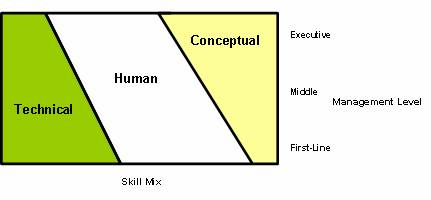 Conceptual
Executive
Human
Middle
Management Level
Technical
First-Line
Skill Mix